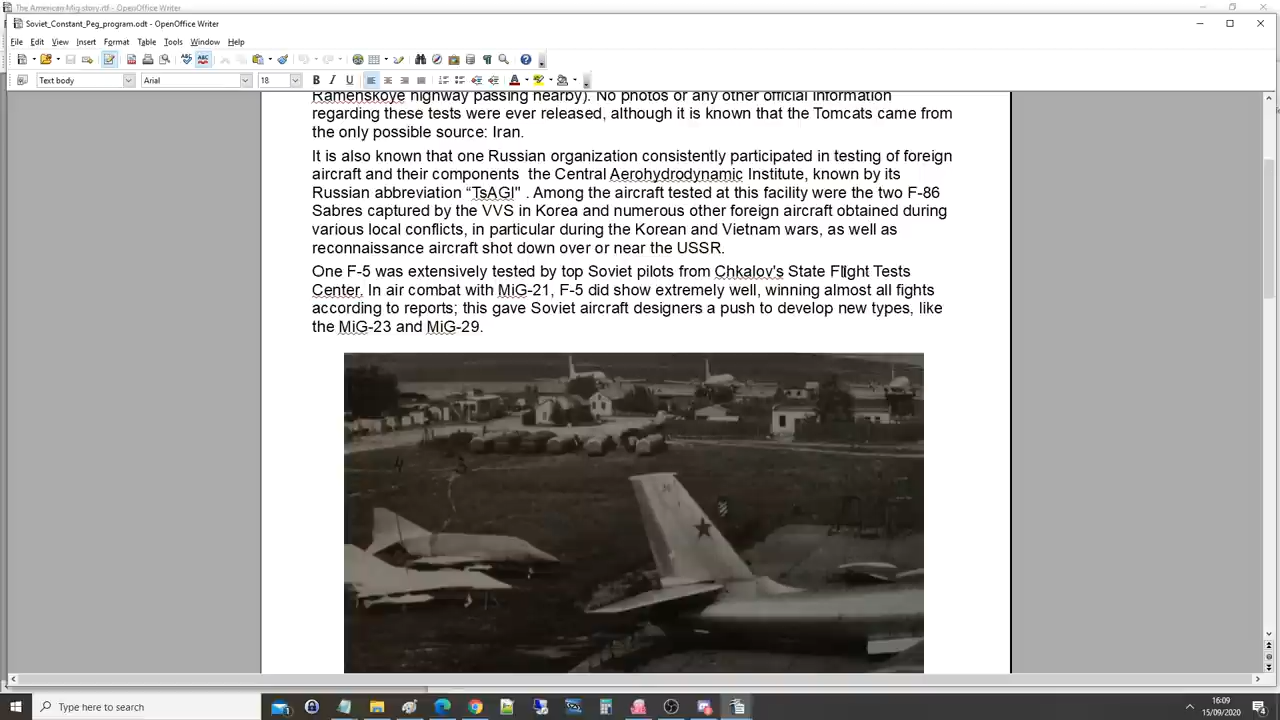 The American Mig story.rtf - OpenOffice Writer
Soviet_Constant_Peg_program.odt - OpenOffice Writer
File Edit View Insert Format Table Tools Window Help
Text body Arial 18
Ramenskoye highway passing nearby). No photos or any other official information
regarding these tests were ever released, although it is known that the Tomcats came from
the only possible source: Iran.
It is also known that one Russian organization consistently participated in testing of foreign
aircraft and their components the Central Aerohydrodynamic Institute, known by its
Russian abbreviation “TsAGI" . Among the aircraft tested at this facility were the two F-86
Sabres captured by the VVS in Korea and numerous other foreign aircraft obtained during
various local conflicts, in particular during the Korean and Vietnam wars, as well as
reconnaissance aircraft shot down over or near the USSR.
One F-5 was extensively tested by top Soviet pilots from Chkalov's State Flight Tests
Center. In air combat with MiG-21, F-5 did show extremely well, winning almost all fights
according to reports; this gave Soviet aircraft designers a push to develop new types, like
the MiG-23 and MiG-29.
Type here to search
16:09
15/09/2020